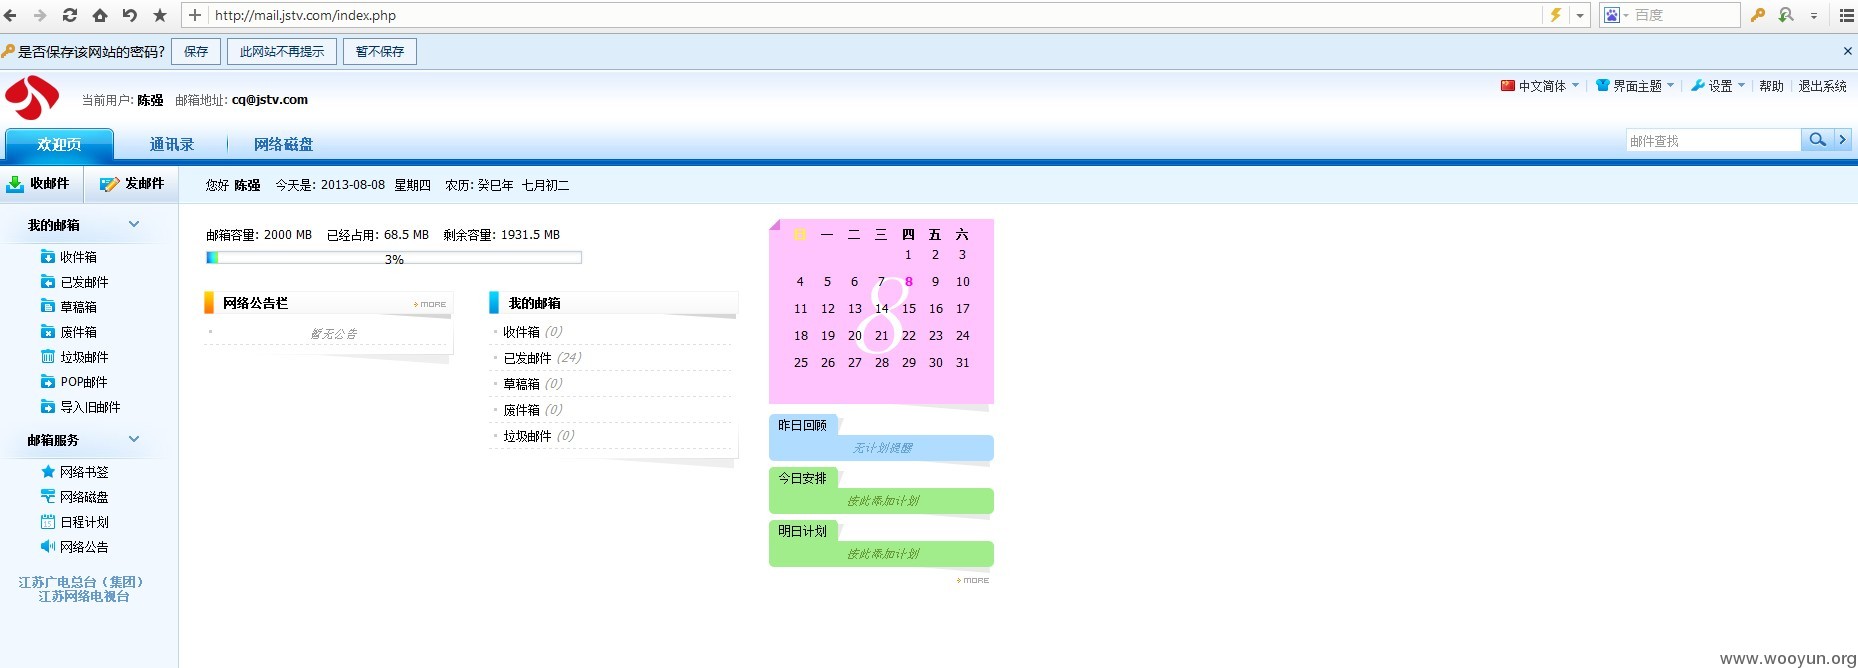 http://mail.jstv.com/index.php
百度
是否保存该网站的密码? 保存 此网站不再提示 暂不保存
当前用户: 陈强 邮箱地址: cq@jstv.com
中文简体 界面主题 设置 帮助 退出系统
欢迎页 通讯录 网络磁盘
邮件查找
收邮件 发邮件
您好 陈强 今天是: 2013-08-08 星期四 农历: 癸巳年 七月初二
我的邮箱
收件箱
已发邮件
草稿箱
废件箱
垃圾邮件
POP邮件
导入旧邮件
邮箱服务
网络书签
网络磁盘
日程计划
网络公告
江苏广电总台（集团）
江苏网络电视台
邮箱容量: 2000 MB 已经占用: 68.5 MB 剩余容量: 1931.5 MB
3%
网络公告栏 MORE
暂无公告
我的邮箱
收件箱 (0)
已发邮件 (24)
草稿箱 (0)
废件箱 (0)
垃圾邮件 (0)
日 一 二 三 四 五 六
1 2 3
4 5 6 7 8 9 10
11 12 13 14 15 16 17
18 19 20 21 22 23 24
25 26 27 28 29 30 31
8
昨日回顾
无计划提醒
今日安排
按此添加计划
明日计划
按此添加计划
MORE
www.wooyun.org